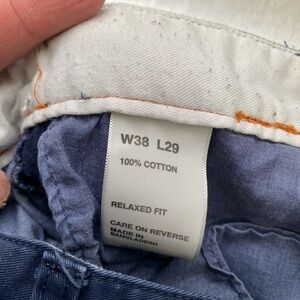 W38 L29
100% COTTON
RELAXED FIT
CARE ON REVERSE
MADE IN
BANGLADESH